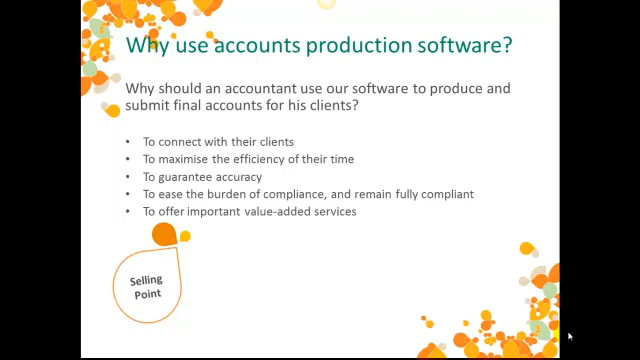 Why use accounts production software?
Why should an accountant use our software to produce and
submit final accounts for his clients?
• To connect with their clients
• To maximise the efficiency of their time
• To guarantee accuracy
• To ease the burden of compliance, and remain fully compliant
• To offer important value-added services
Selling
Point